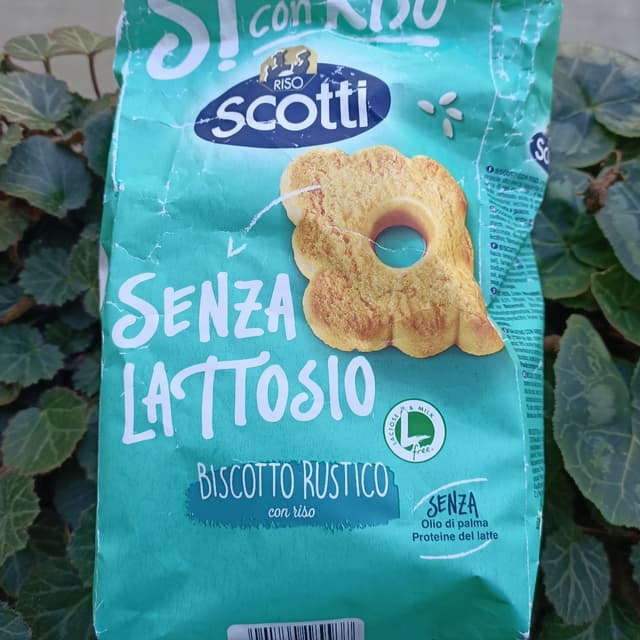 Sì con RISO
RISO
SCOTTI
SENZA
LATTOSIO
LACTOSE & MILK
free.
BISCOTTO RUSTICO
con riso
SENZA
Olio di palma
Proteine del latte